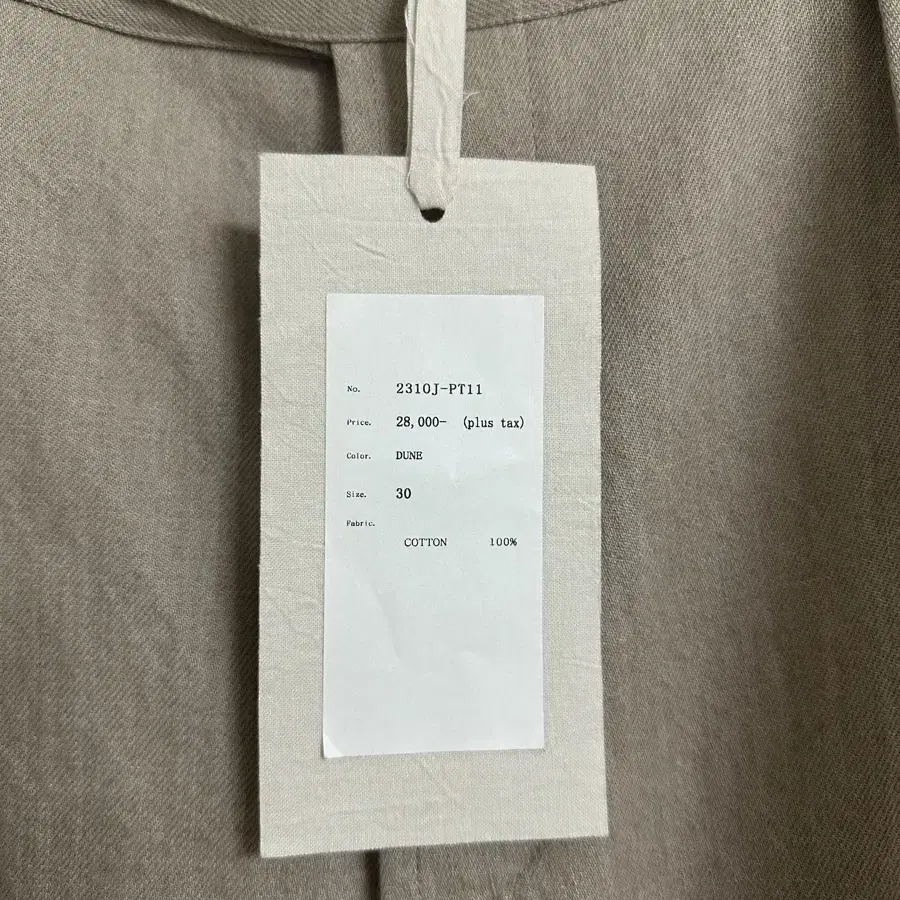 No. 2310J-PT11
Price. 28,000- (plus tax)
Color. DUNE
Size. 30
Fabric.
COTTON 100%